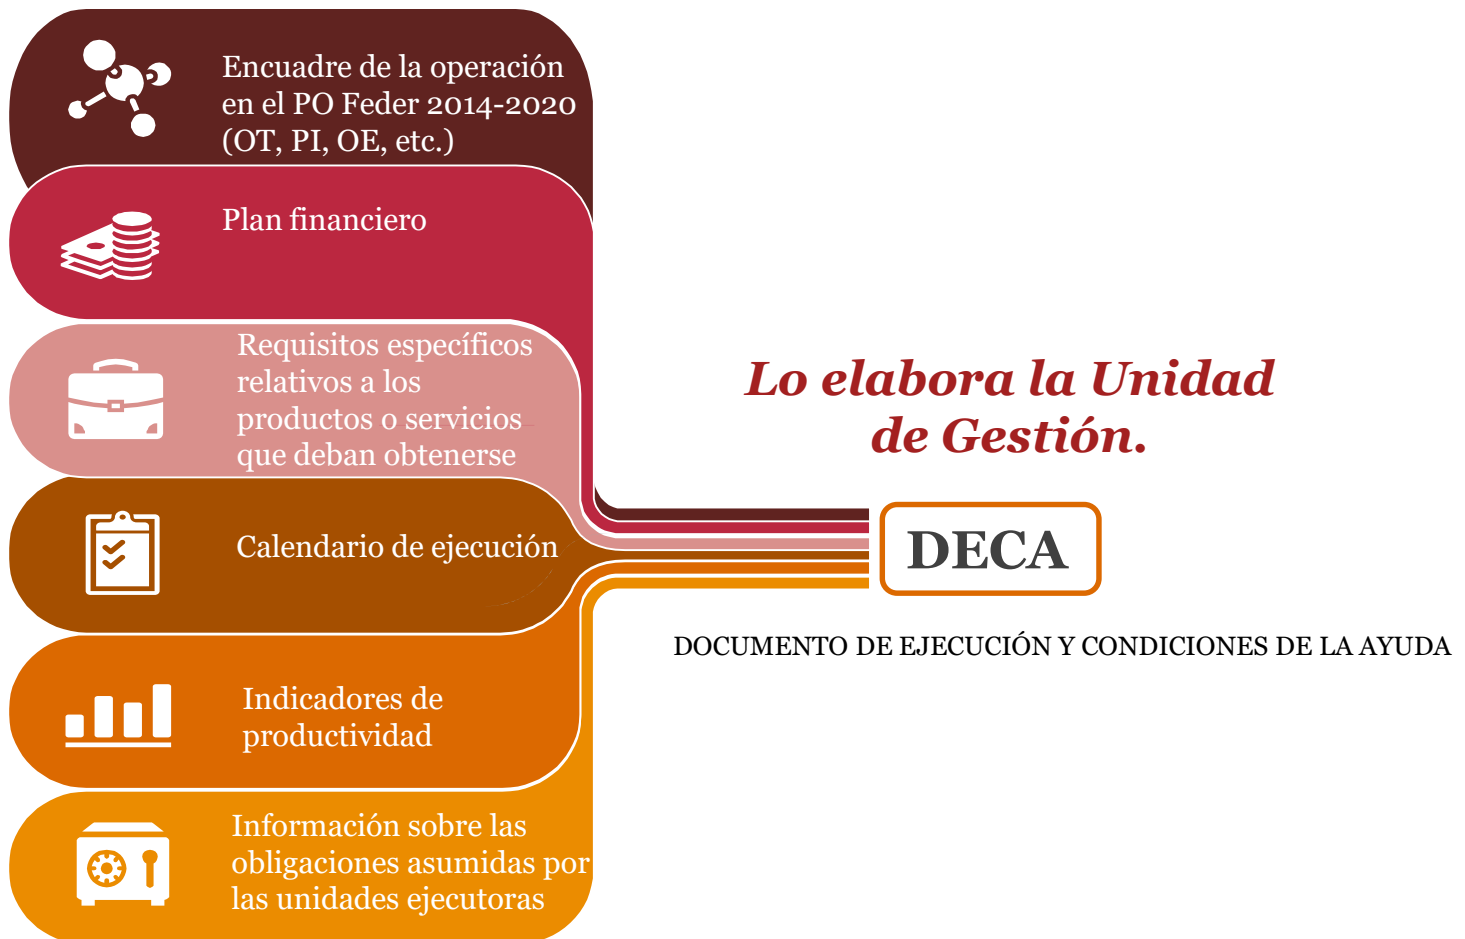 Encuadre de la operación
en el PO Feder 2014-2020
(OT, PI, OE, etc.)
Plan financiero
Requisitos específicos
relativos a los
productos o servicios
que deban obtenerse
Calendario de ejecución
Indicadores de
productividad
Información sobre las
obligaciones asumidas por
las unidades ejecutoras
Lo elabora la Unidad
de Gestión.
DECA
DOCUMENTO DE EJECUCIÓN Y CONDICIONES DE LA AYUDA